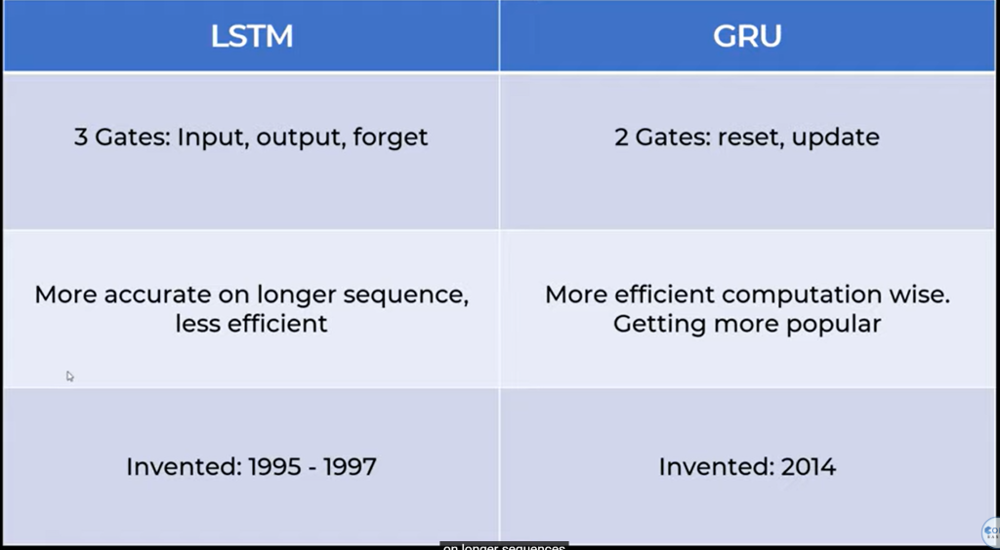 LSTM
GRU
3 Gates: Input, output, forget
2 Gates: reset, update
More accurate on longer sequence,
less efficient
More efficient computation wise.
Getting more popular
Invented: 1995 - 1997
Invented: 2014
on longer sequences